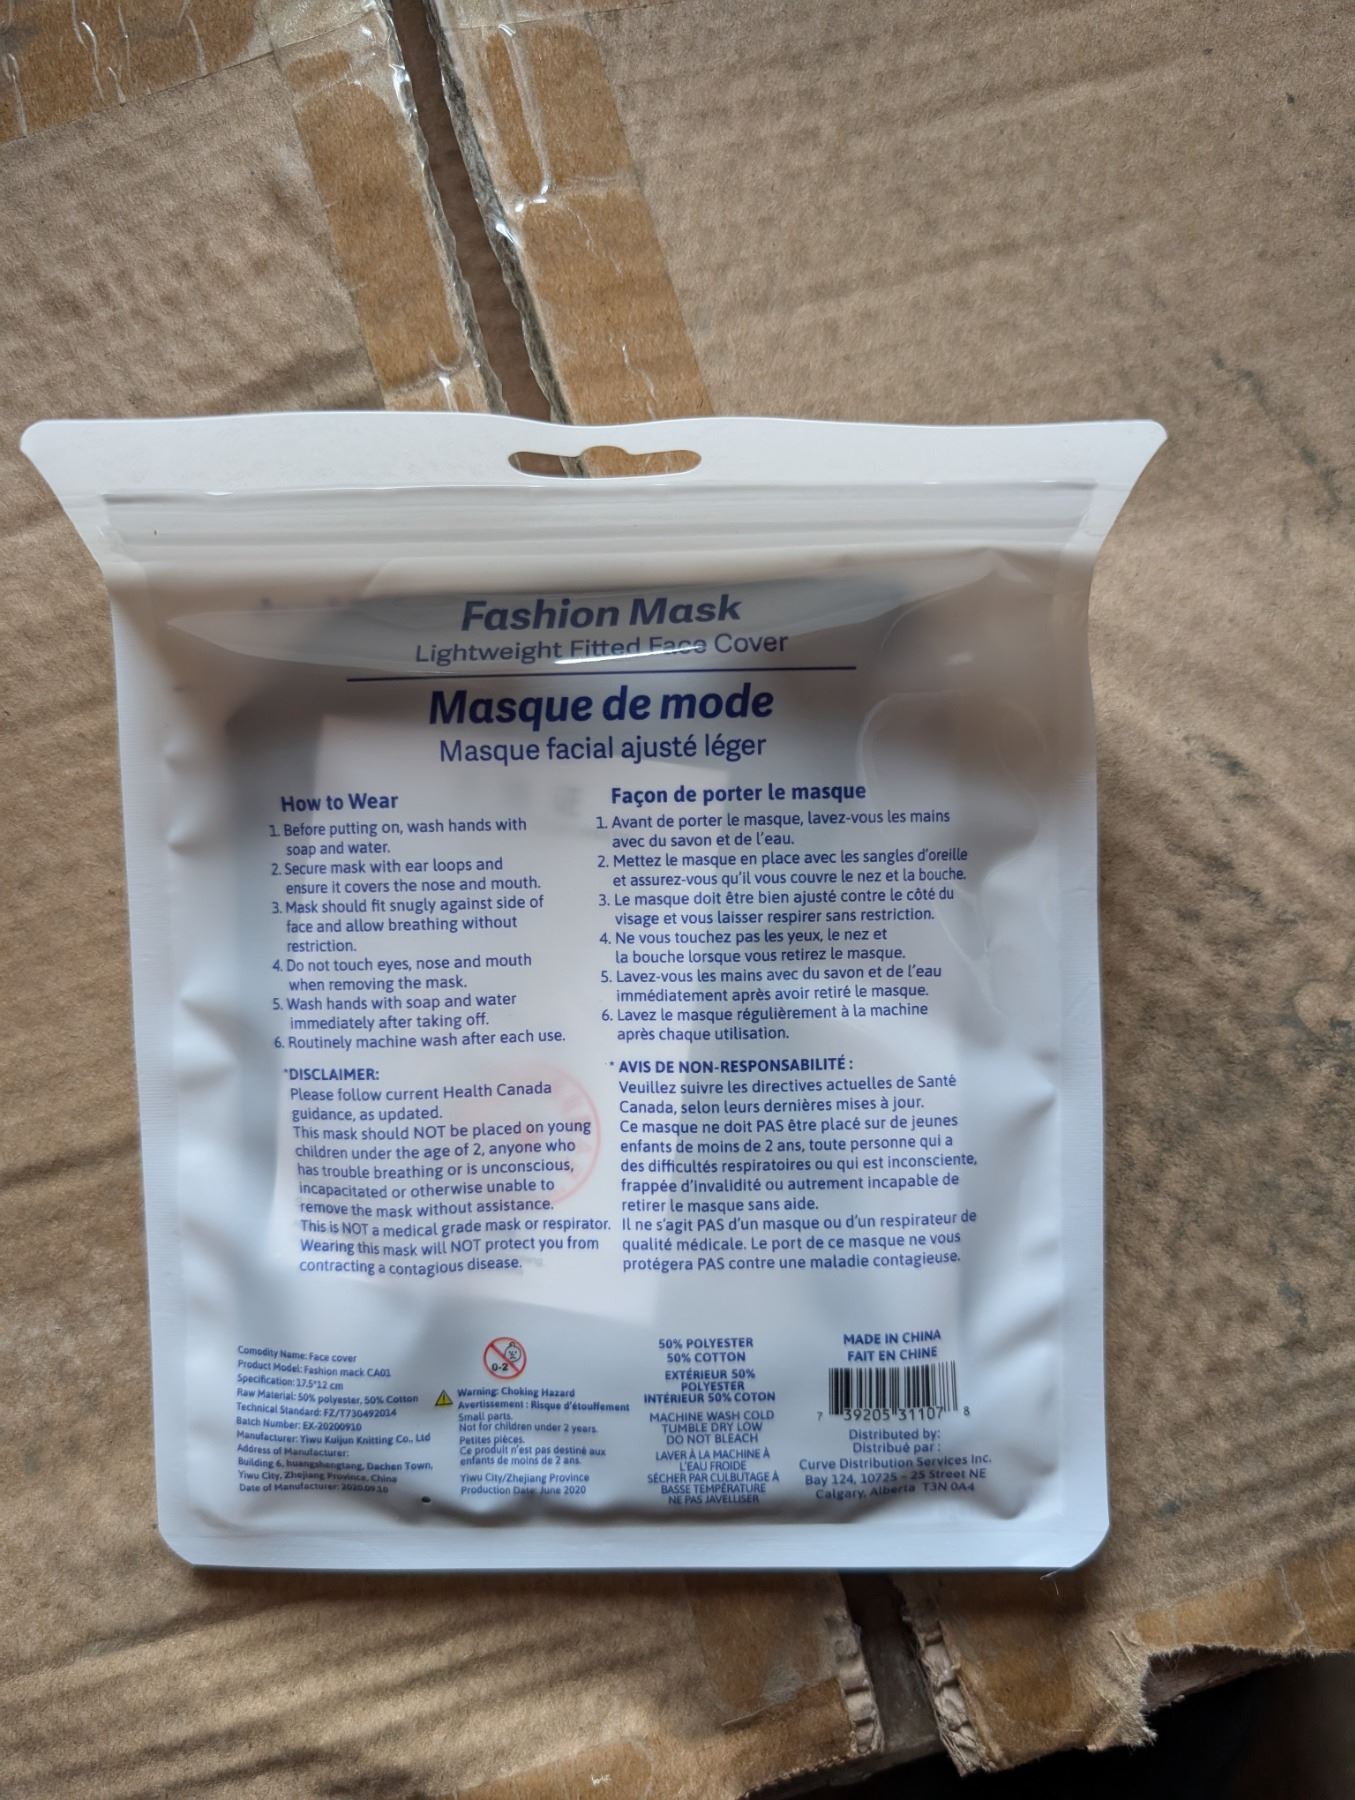 Fashion Mask
Lightweight Fitted Face Cover
Masque de mode
Masque facial ajusté léger
How to Wear
1. Before putting on, wash hands with
soap and water.
2. Secure mask with ear loops and
ensure it covers the nose and mouth.
3. Mask should fit snugly against side of
face and allow breathing without
restriction.
4. Do not touch eyes, nose and mouth
when removing the mask.
5. Wash hands with soap and water
immediately after taking off.
6. Routinely machine wash after each use.
*DISCLAIMER:
Please follow current Health Canada
guidance, as updated.
This mask should NOT be placed on young
children under the age of 2, anyone who
has trouble breathing or is unconscious,
incapacitated or otherwise unable to
remove the mask without assistance.
This is NOT a medical grade mask or respirator.
Wearing this mask will NOT protect you from
contracting a contagious disease.
Façon de porter le masque
1. Avant de porter le masque, lavez-vous les mains
avec du savon et de l'eau.
2. Mettez le masque en place avec les sangles d'oreille
et assurez-vous qu'il vous couvre le nez et la bouche.
3. Le masque doit être bien ajusté contre le côté du
visage et vous laisser respirer sans restriction.
4. Ne vous touchez pas les yeux, le nez et
la bouche lorsque vous retirez le masque.
5. Lavez-vous les mains avec du savon et de l'eau
immédiatement après avoir retiré le masque.
6. Lavez le masque régulièrement à la machine
après chaque utilisation.
* AVIS DE NON-RESPONSABILITÉ :
Veuillez suivre les directives actuelles de Santé
Canada, selon leurs dernières mises à jour.
Ce masque ne doit PAS être placé sur de jeunes
enfants de moins de 2 ans, toute personne qui a
des difficultés respiratoires ou qui est inconsciente,
frappée d'invalidité ou autrement incapable de
retirer le masque sans aide.
Il ne s'agit PAS d'un masque ou d'un respirateur de
qualité médicale. Le port de ce masque ne vous
protégera PAS contre une maladie contagieuse.
Comodity Name: Face cover
Product Model: Fashion mack CA01
Specification: 17.5*12 cm
Raw Material: 50% polyester, 50% Cotton
Technical Standard: FZ/T730492014
Batch Number: EX-20200910
Manufacturer: Yiwu Kuijun Knitting Co., Ltd
Address of Manufacturer:
Building 6, huangshangtang, Dachen Town,
Yiwu City, Zhejiang Province, China
Date of Manufacturer: 2020.09.10
0-2
Warning: Choking Hazard
Avertissement : Risque d'étouffement
Small parts.
Not for children under 2 years.
Petites pièces.
Ce produit n'est pas destiné aux
enfants de moins de 2 ans.
Yiwu City/Zhejiang Province
Production Date: June 2020
50% POLYESTER
50% COTTON
EXTÉRIEUR 50%
POLYESTER
INTÉRIEUR 50% COTON
MACHINE WASH COLD
TUMBLE DRY LOW
DO NOT BLEACH
LAVER À LA MACHINE À
L'EAU FROIDE
SÉCHER PAR CULBUTAGE À
BASSE TEMPÉRATURE
NE PAS JAVELLISER
MADE IN CHINA
FAIT EN CHINE
7 39205 31107 8
Distributed by:
Distribué par :
Curve Distribution Services Inc.
Bay 124, 10725 - 25 Street NE
Calgary, Alberta T3N 0A4